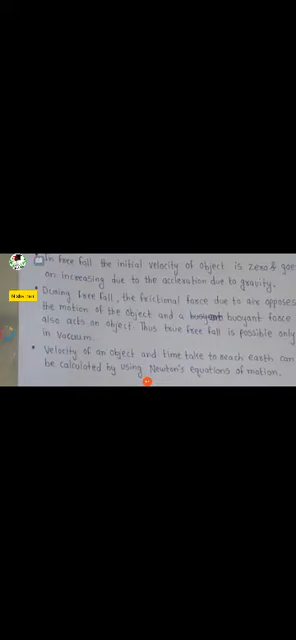 In free fall the initial velocity of object is zero & goes
on increasing due to the accleration due to gravity.
• During free fall, the frictional force due to air opposes
the motion of the object and a buoyant buoyant force
also acts on object. Thus true free fall is possible only
in vaccum.
• Velocity of an object and time take to reach earth can
be calculated by using Newton's equations of motion.